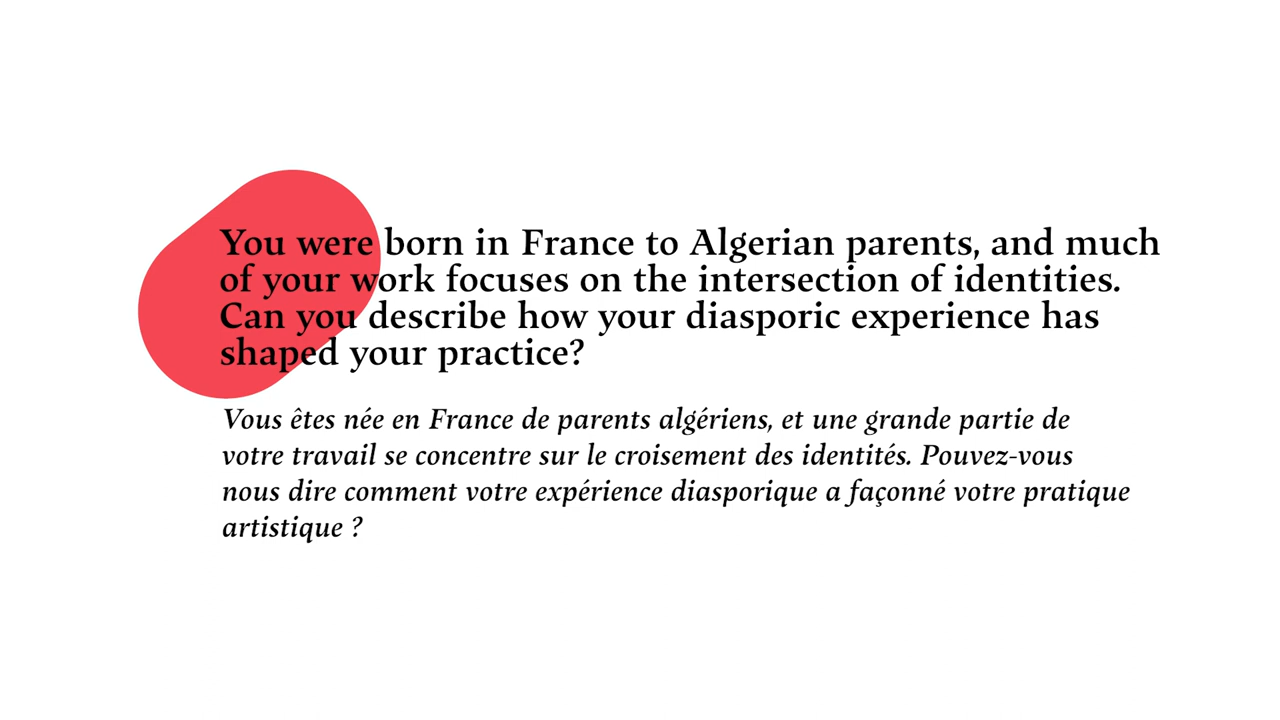 You were born in France to Algerian parents, and much
of your work focuses on the intersection of identities.
Can you describe how your diasporic experience has
shaped your practice?
Vous êtes née en France de parents algériens, et une grande partie de
votre travail se concentre sur le croisement des identités. Pouvez-vous
nous dire comment votre expérience diasporique a façonné votre pratique
artistique ?